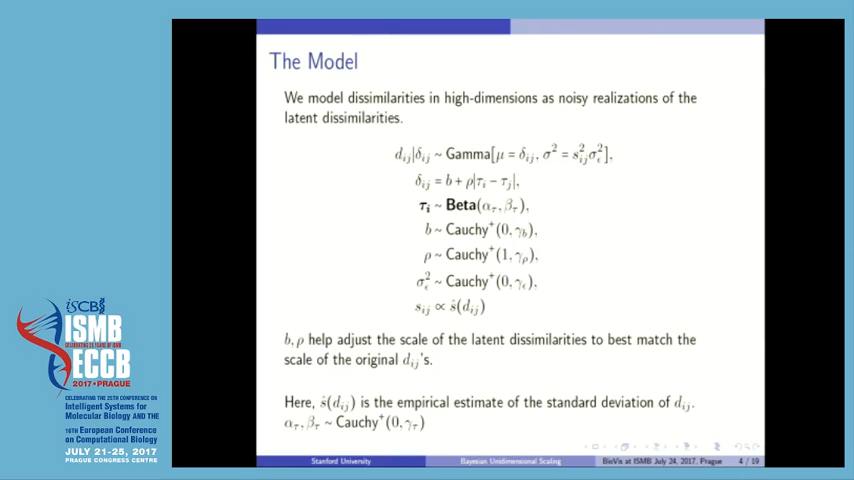 The Model
We model dissimilarities in high-dimensions as noisy realizations of the
latent dissimilarities.
d_ij|δ_ij ~ Gamma[μ = δ_ij, σ² = s²_ij σ²_ε],
δ_ij = b + ρ|τ_i − τ_j|,
τ_i ~ Beta(α_τ, β_τ),
b ~ Cauchy⁺(0, γ_b),
ρ ~ Cauchy⁺(1, γ_ρ),
σ²_ε ~ Cauchy⁺(0, γ_ε),
s_ij ∝ ŝ(d_ij)
b, ρ help adjust the scale of the latent dissimilarities to best match the
scale of the original d_ij's.
Here, ŝ(d_ij) is the empirical estimate of the standard deviation of d_ij.
α_τ, β_τ ~ Cauchy⁺(0, γ_τ)
Stanford University
Bayesian Unidimensional Scaling
BioVis at ISMB July 24, 2017, Prague
4 / 19
ISCB
ISMB
CELEBRATING 25 YEARS OF ISMB
ECCB
2017 • PRAGUE
CELEBRATING THE 25TH CONFERENCE ON
Intelligent Systems for
Molecular Biology AND THE
16TH European Conference
on Computational Biology
JULY 21-25, 2017
PRAGUE CONGRESS CENTRE